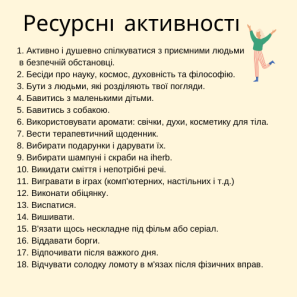 Ресурсні активності
1. Активно і душевно спілкуватися з приємними людьми
в безпечній обстановці.
2. Бесіди про науку, космос, духовність та філософію.
3. Бути з людьми, які розділяють твої погляди.
4. Бавитись з маленькими дітьми.
5. Бавитись з собакою.
6. Використовувати аромати: свічки, духи, косметику для тіла.
7. Вести терапевтичний щоденник.
8. Вибирати подарунки і дарувати їх.
9. Вибирати шампуні і скраби на iherb.
10. Викидати сміття і непотрібні речі.
11. Вигравати в іграх (комп'ютерних, настільних і т.д.)
12. Виконати обіцянку.
13. Виспатися.
14. Вишивати.
15. В'язати щось нескладне під фільм або серіал.
16. Віддавати борги.
17. Відпочивати після важкого дня.
18. Відчувати солодку ломоту в м'язах після фізичних вправ.